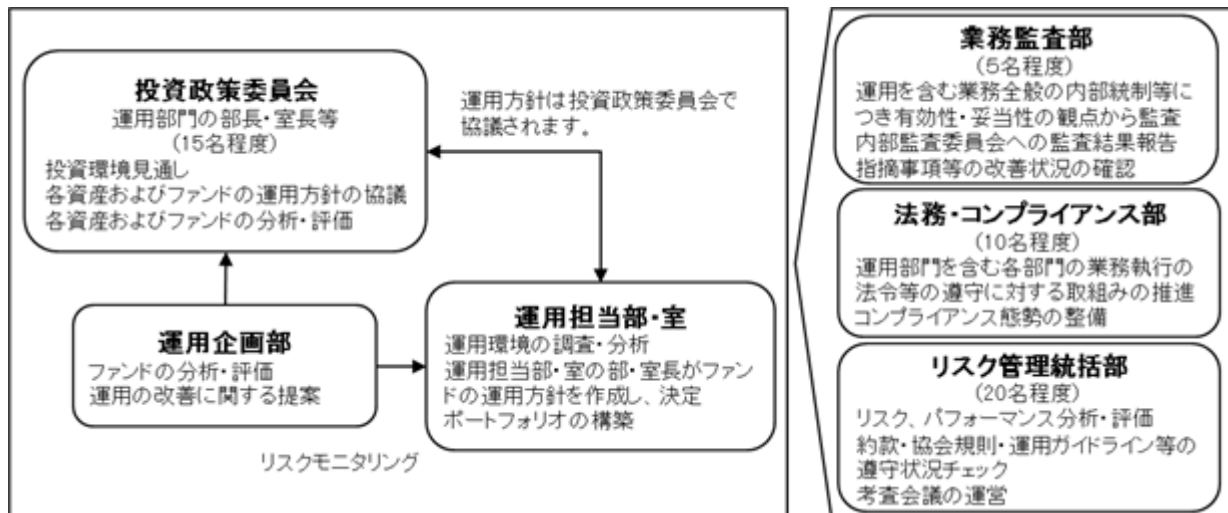 投資政策委員会
運用部門の部長・室長等
(15名程度)
投資環境見通し
各資産およびファンドの運用方針の協議
各資産およびファンドの分析・評価
運用方針は投資政策委員会で
協議されます。
運用企画部
ファンドの分析・評価
運用の改善に関する提案
運用担当部・室
運用環境の調査・分析
運用担当部・室の部・室長がファン
ドの運用方針を作成し、決定
ポートフォリオの構築
リスクモニタリング
業務監査部
(5名程度)
運用を含む業務全般の内部統制等に
つき有効性・妥当性の観点から監査
内部監査委員会への監査結果報告
指摘事項等の改善状況の確認
法務・コンプライアンス部
(10名程度)
運用部門を含む各部門の業務執行の
法令等の遵守に対する取組みの推進
コンプライアンス態勢の整備
リスク管理統括部
(20名程度)
リスク、パフォーマンス分析・評価
約款・協会規則・運用ガイドライン等の
遵守状況チェック
考査会議の運営